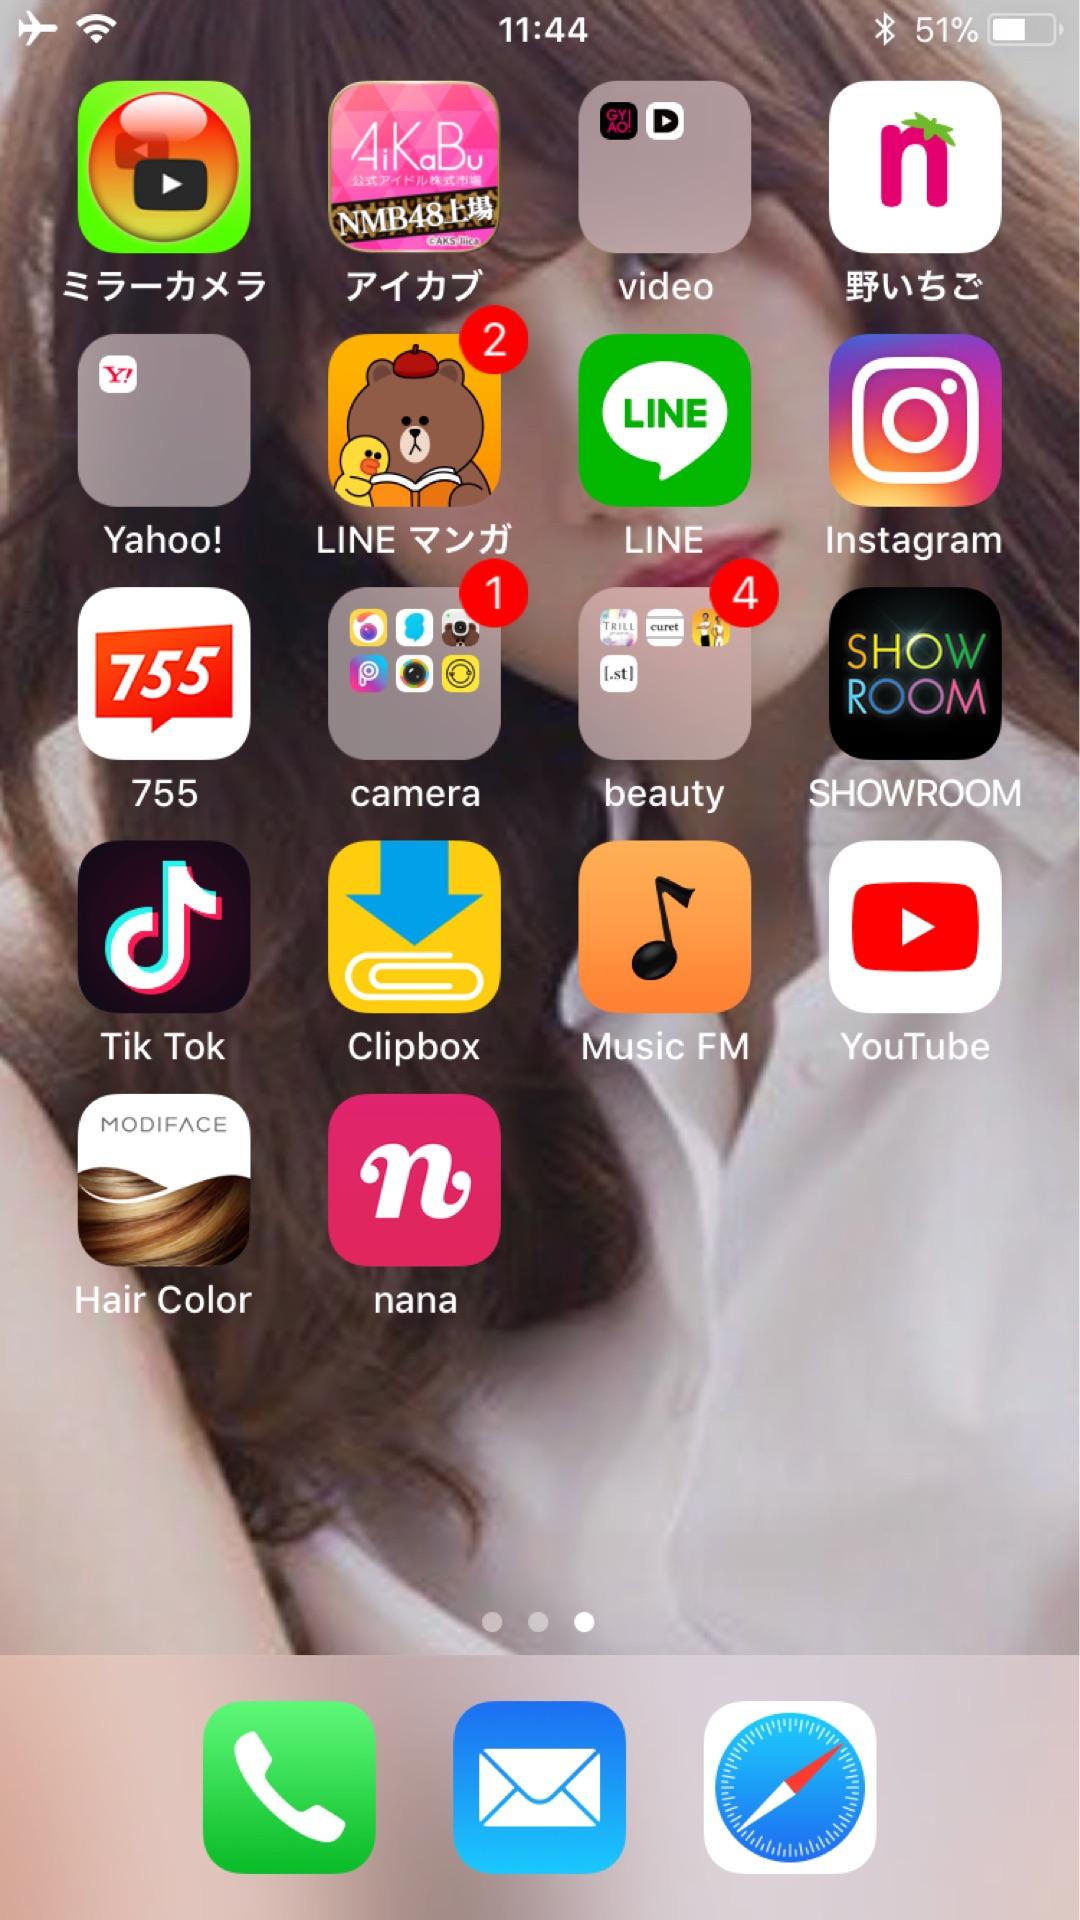 11:44
51%
AiKaBu
公式アイドル株式市場
NMB48上場
©AKS Jiica
GY
AO!
n
ミラーカメラ
アイカブ
video
野いちご
Y!
2
LINE
Yahoo!
LINE マンガ
LINE
Instagram
755
1
TRILL
curet
4
[.st]
SHOW
ROOM
755
camera
beauty
SHOWROOM
Tik Tok
Clipbox
Music FM
YouTube
MODIFACE
n
Hair Color
nana